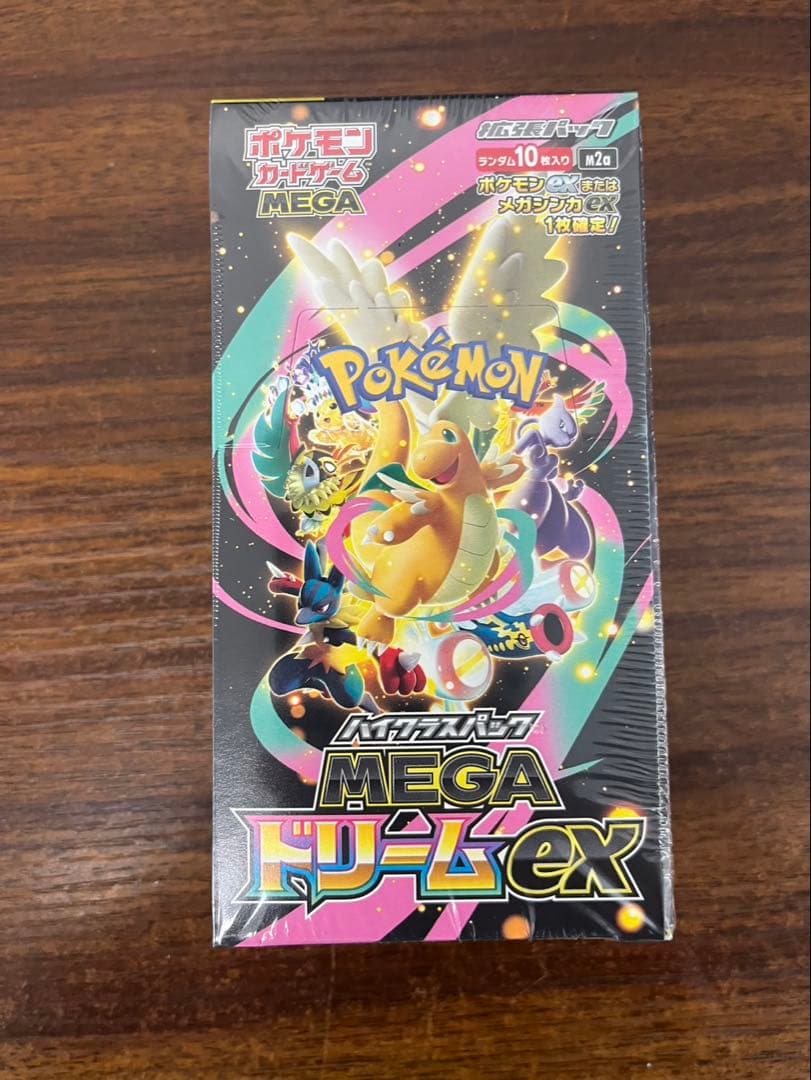 ポケモン
カードゲーム
MEGA
拡張パック
ランダム10枚入り
M2a
ポケモンexまたは
メガシンカex
1枚確定!
POKéMON
ハイクラスパック
MEGA
ドリームex